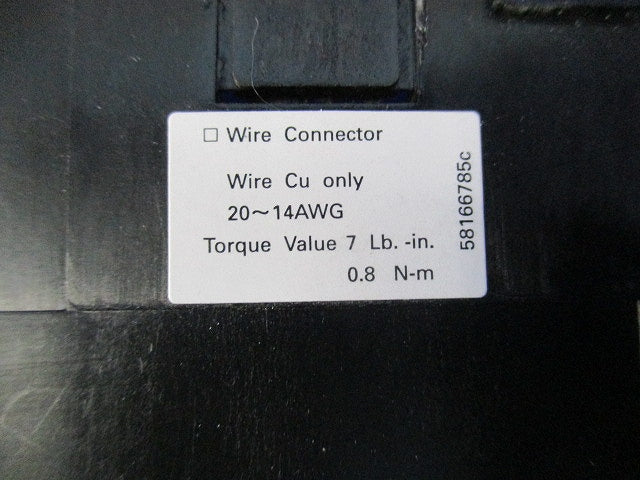 □ Wire Connector
Wire Cu only
20～14AWG
Torque Value 7 Lb.-in.
0.8 N-m
58166785c